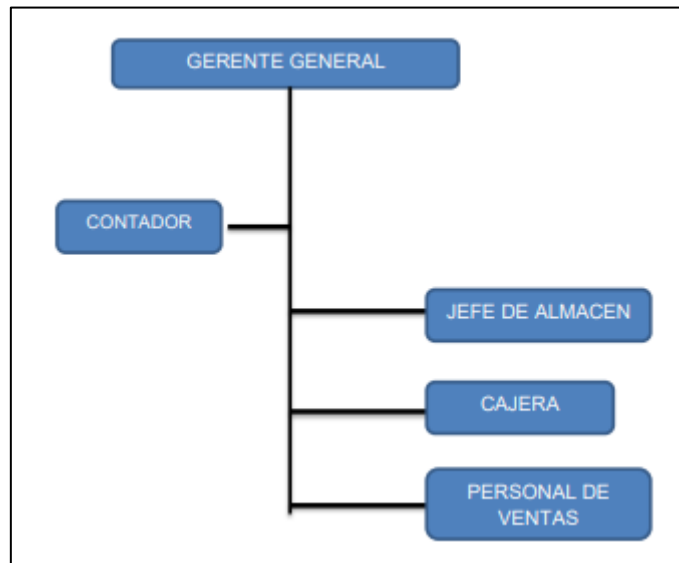 GERENTE GENERAL
CONTADOR
JEFE DE ALMACEN
CAJERA
PERSONAL DE
VENTAS